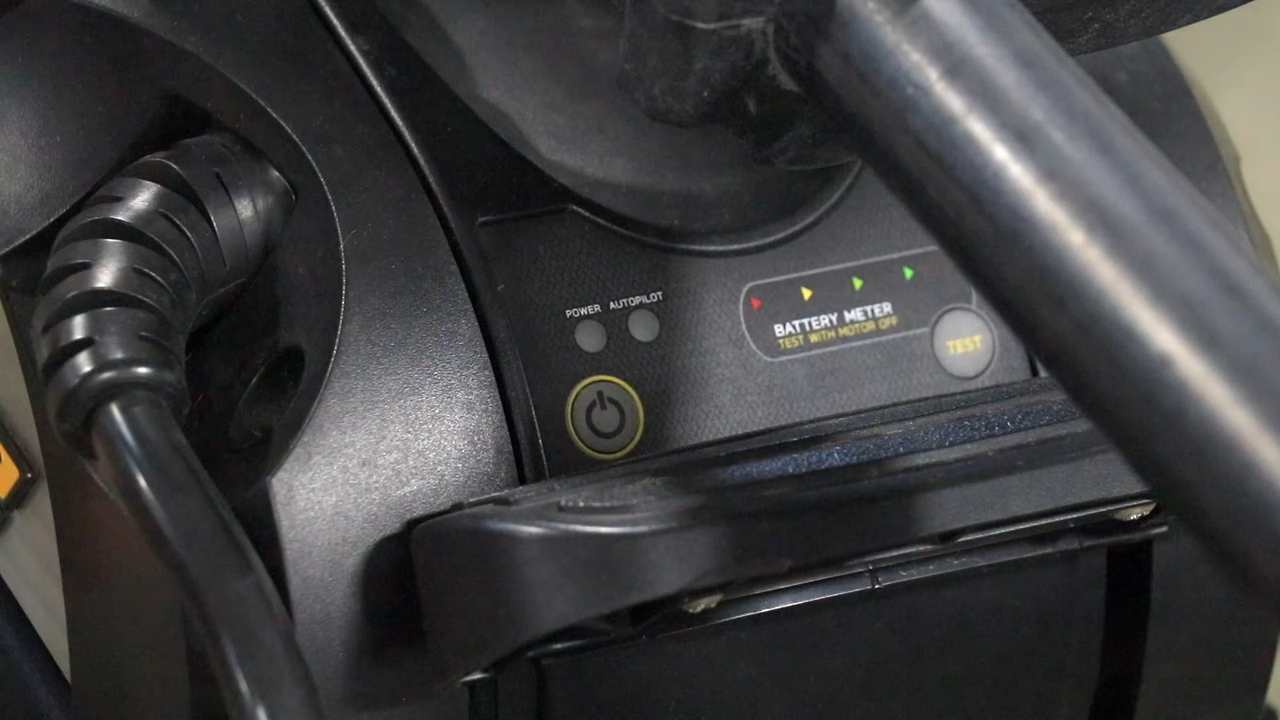 POWER AUTOPILOT
BATTERY METER
TEST WITH MOTOR OFF
TEST